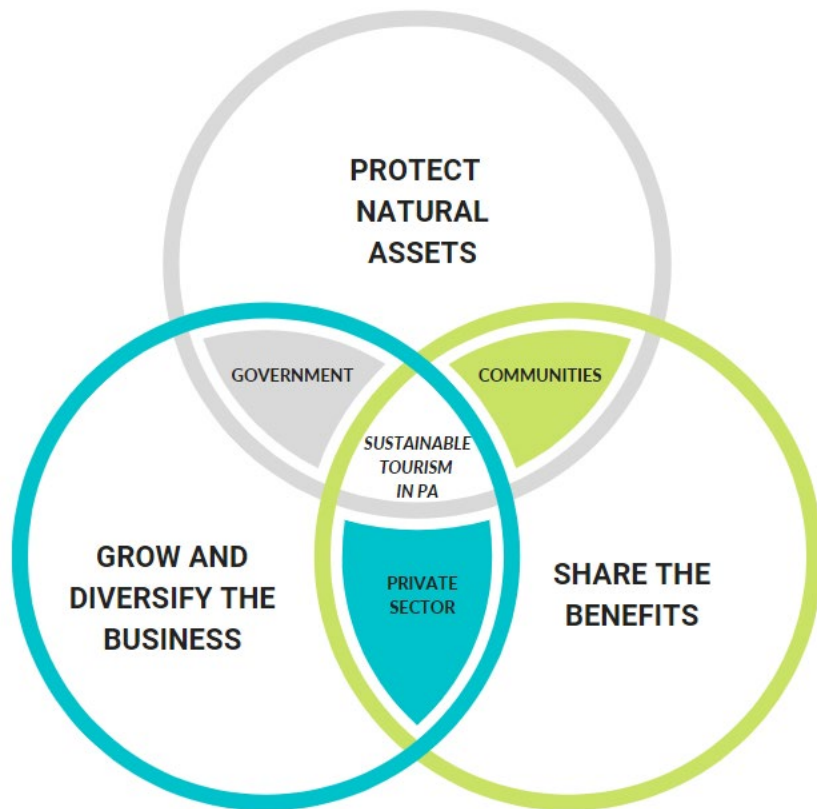 PROTECT
NATURAL
ASSETS
GOVERNMENT
COMMUNITIES
SUSTAINABLE
TOURISM
IN PA
GROW AND
DIVERSIFY THE
BUSINESS
PRIVATE
SECTOR
SHARE THE
BENEFITS